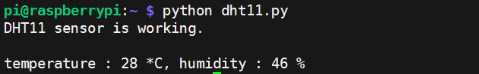 pi@raspberrypi:~ $ python dht11.py
DHT11 sensor is working.
temperature : 28 *C, humidity : 46 %